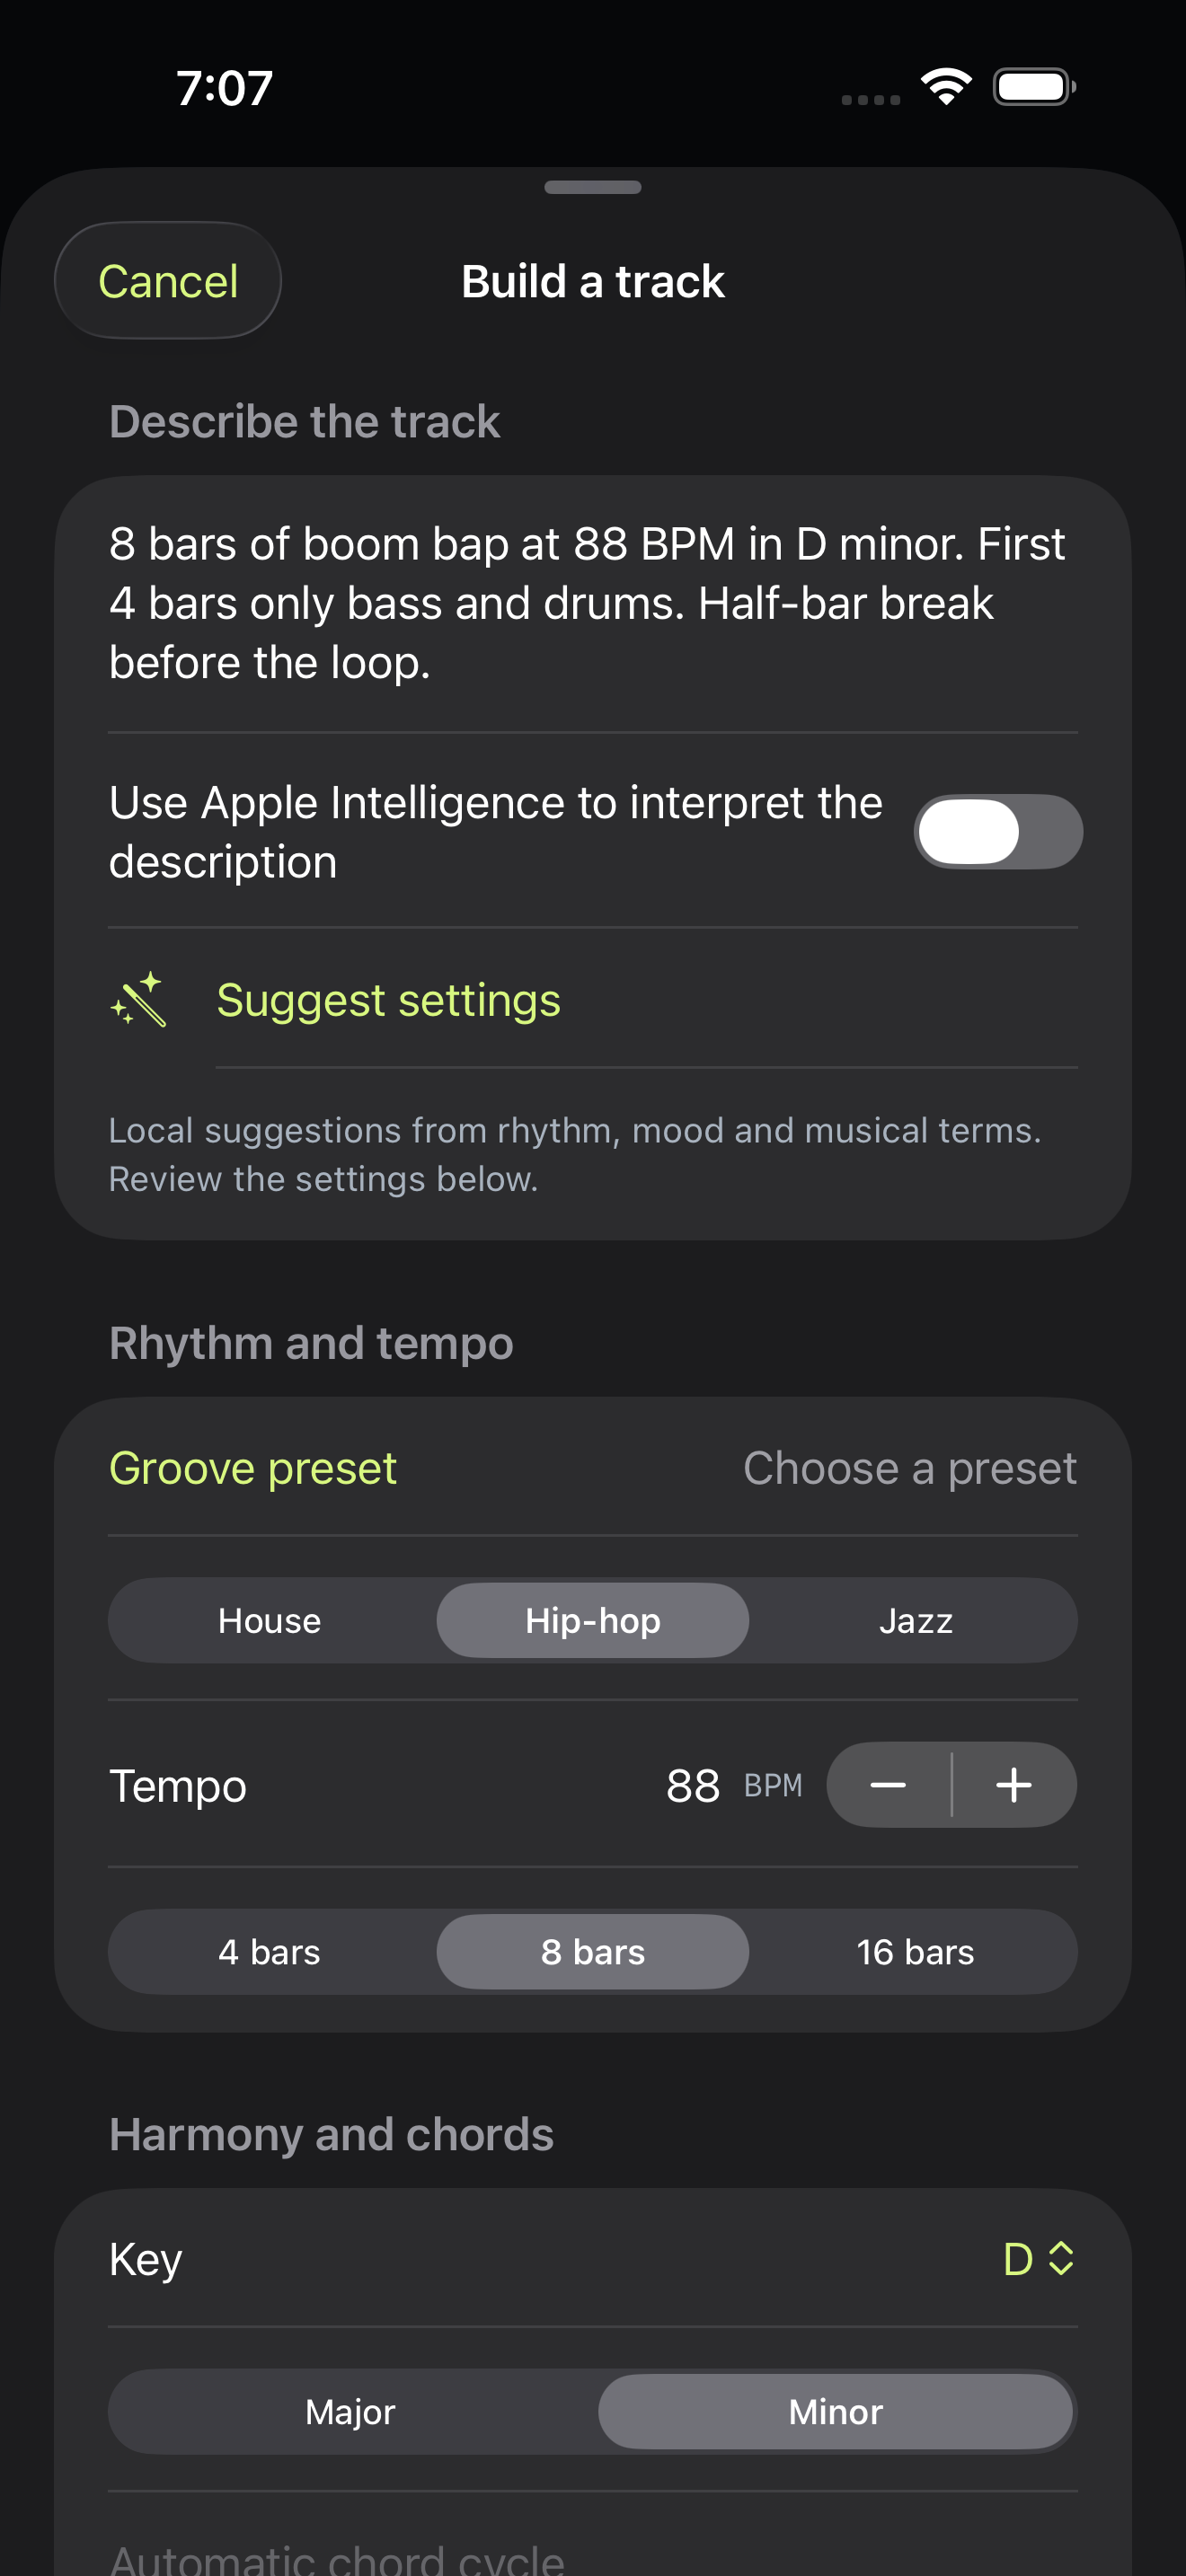 7:07
Cancel
Build a track
Describe the track
8 bars of boom bap at 88 BPM in D minor. First
4 bars only bass and drums. Half-bar break
before the loop.
Use Apple Intelligence to interpret the
description
Suggest settings
Local suggestions from rhythm, mood and musical terms.
Review the settings below.
Rhythm and tempo
Groove preset Choose a preset
House Hip-hop Jazz
Tempo 88 BPM
4 bars 8 bars 16 bars
Harmony and chords
Key D
Major Minor
Automatic chord cycle